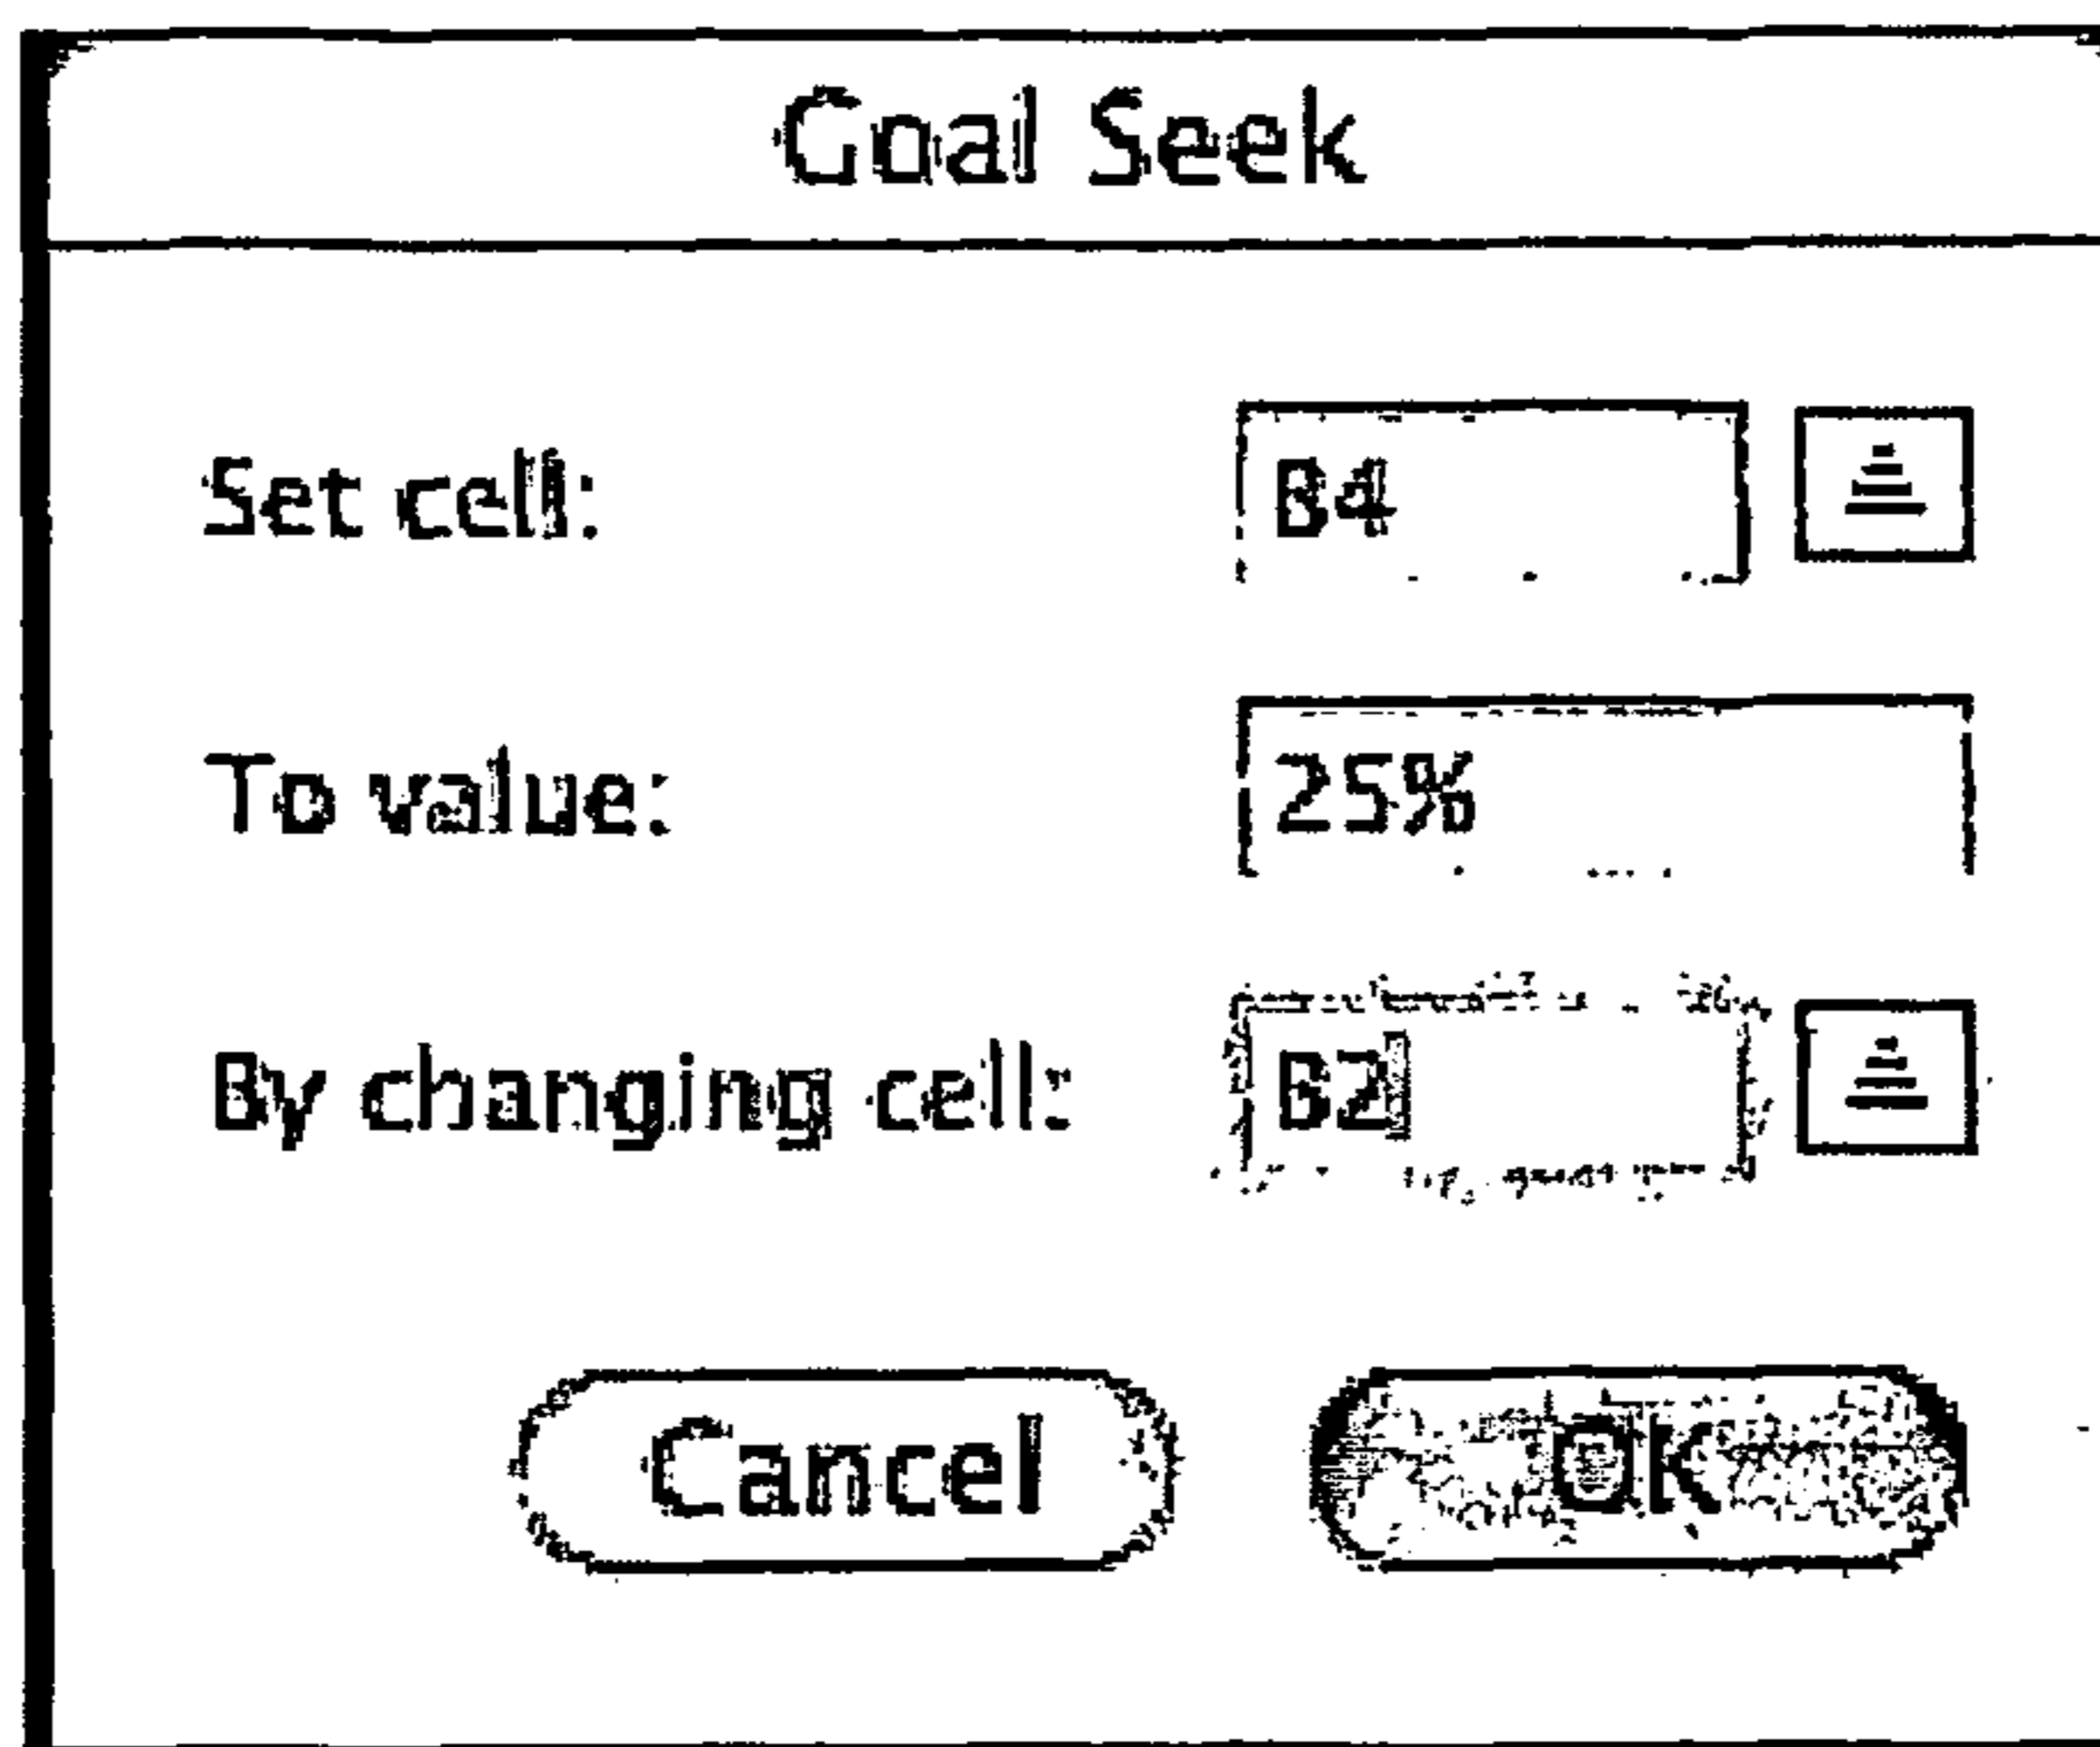 Goal Seek
Set cell: B4
To value: 25%
By changing cell: B2
Cancel OK